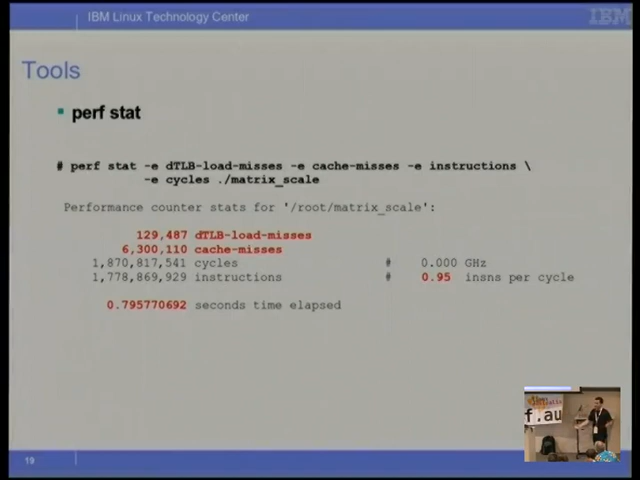 IBM Linux Technology Center
IBM
Tools
perf stat
# perf stat -e dTLB-load-misses -e cache-misses -e instructions \
-e cycles ./matrix_scale
Performance counter stats for '/root/matrix_scale':
129,487 dTLB-load-misses
6,300,110 cache-misses
1,870,817,541 cycles # 0.000 GHz
1,778,869,929 instructions # 0.95 insns per cycle
0.795770692 seconds time elapsed
f.au
19